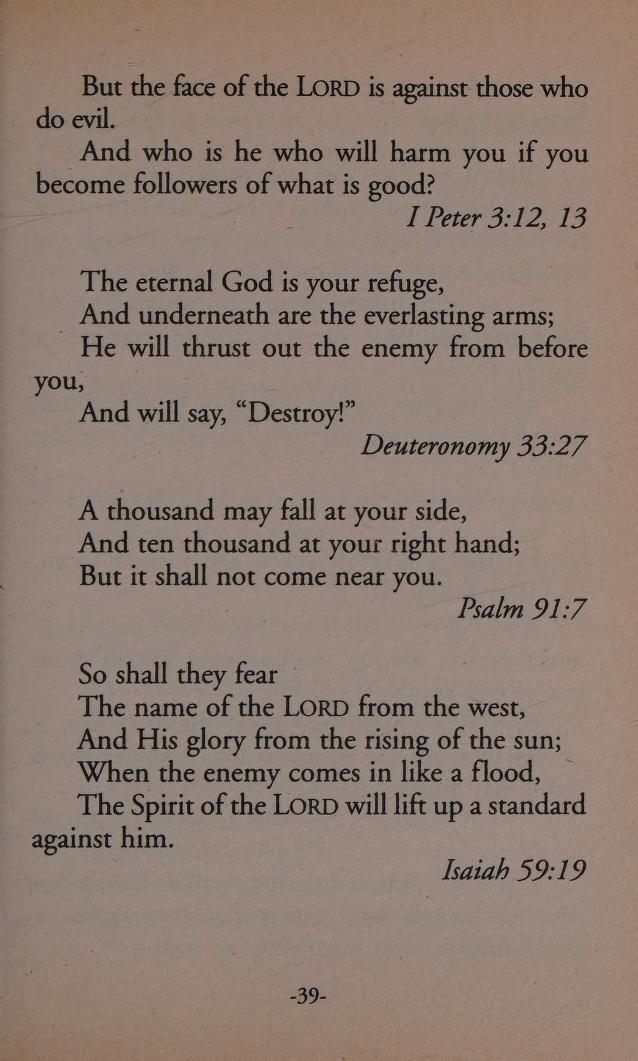 But the face of the LORD is against those who
do evil.
And who is he who will harm you if you
become followers of what is good?
I Peter 3:12, 13
The eternal God is your refuge,
And underneath are the everlasting arms;
He will thrust out the enemy from before
you,
And will say, “Destroy!”
Deuteronomy 33:27
A thousand may fall at your side,
And ten thousand at your right hand;
But it shall not come near you.
Psalm 91:7
So shall they fear
The name of the LORD from the west,
And His glory from the rising of the sun;
When the enemy comes in like a flood,
The Spirit of the LORD will lift up a standard
against him.
Isaiah 59:19
-39-